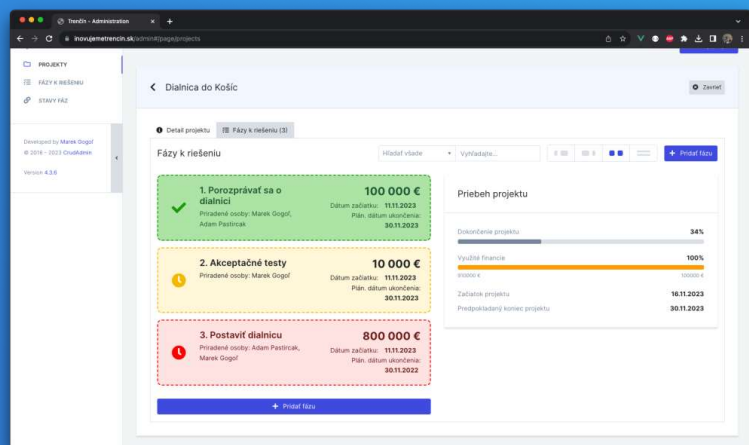 Trenčín – Administration
inovujemetrencin.sk/admin#/page/projects
PROJEKTY
FÁZY K RIEŠENIU
STAVY FÁZ
Developed by Marek Gogoľ
© 2016 - 2023 CrudAdmin
Version 4.3.6
Dialnica do Košíc
Zavrieť
Detail projektu
Fázy k riešeniu (3)
Fázy k riešeniu
Hľadať všade
Vyhľadajte...
+ Pridať fázu
1. Porozprávať sa o dialnici
Priradené osoby: Marek Gogoľ,
Adam Pastircak
100 000 €
Dátum začiatku: 11.11.2023
Plán. dátum ukončenia:
30.11.2023
2. Akceptačné testy
Priradené osoby: Marek Gogoľ
10 000 €
Dátum začiatku: 11.11.2023
Plán. dátum ukončenia:
30.11.2023
3. Postaviť dialnicu
Priradené osoby: Adam Pastircak,
Marek Gogoľ
800 000 €
Dátum začiatku: 11.11.2023
Plán. dátum ukončenia:
30.11.2022
+ Pridať fázu
Priebeh projektu
Dokončenie projektu 34%
Využité financie 100%
910000 € 100000 €
Začiatok projektu 16.11.2023
Predpokladaný koniec projektu 30.11.2023